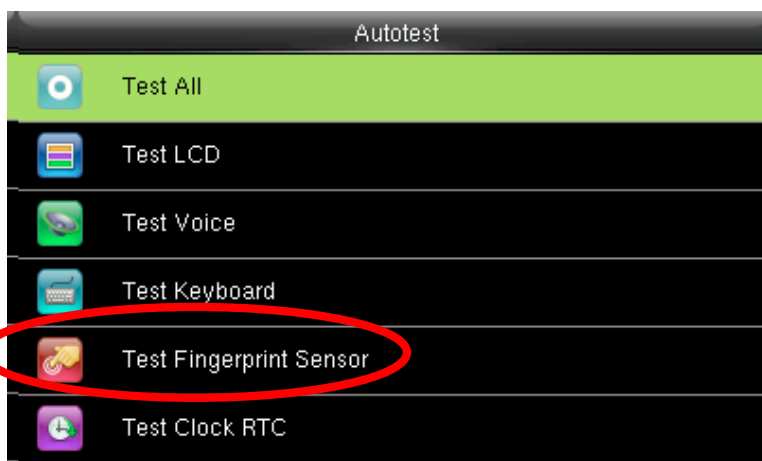 Autotest
Test All
Test LCD
Test Voice
Test Keyboard
Test Fingerprint Sensor
Test Clock RTC